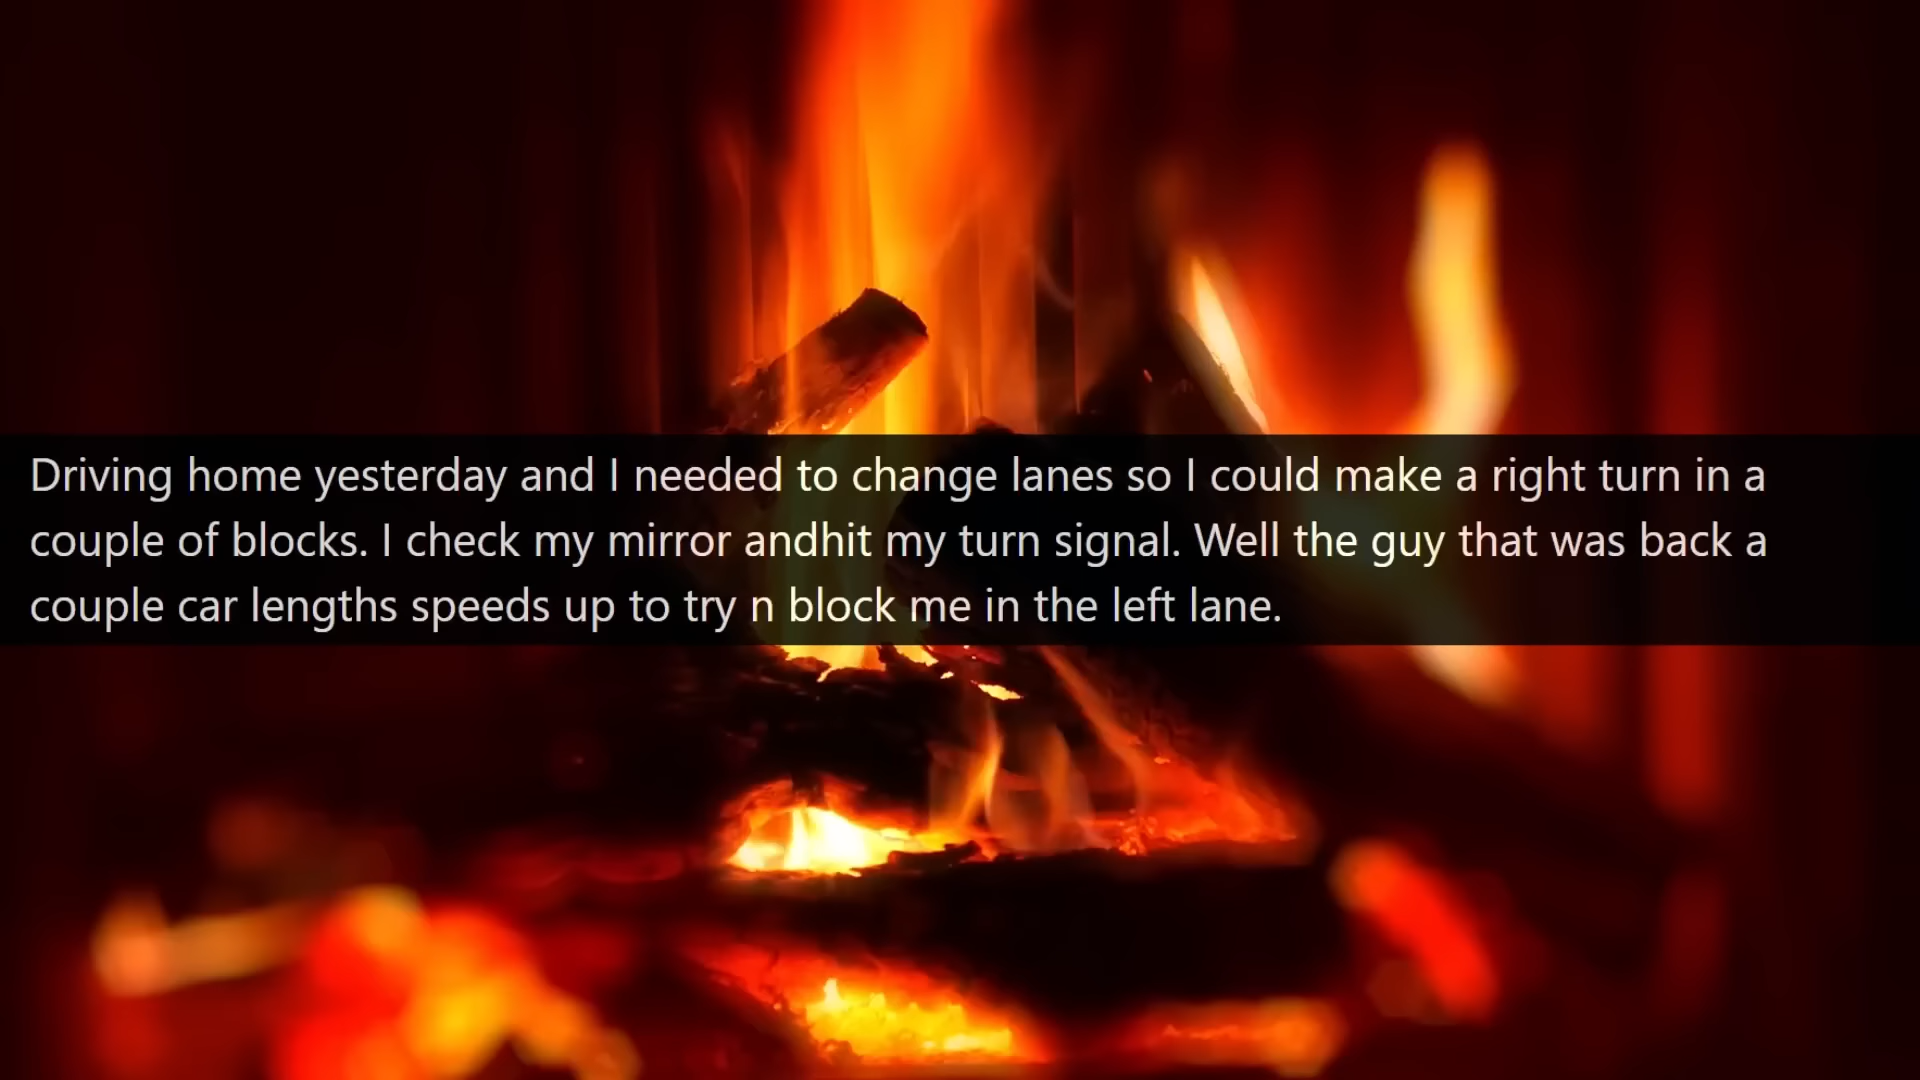 Driving home yesterday and I needed to change lanes so I could make a right turn in a
couple of blocks. I check my mirror andhit my turn signal. Well the guy that was back a
couple car lengths speeds up to try n block me in the left lane.